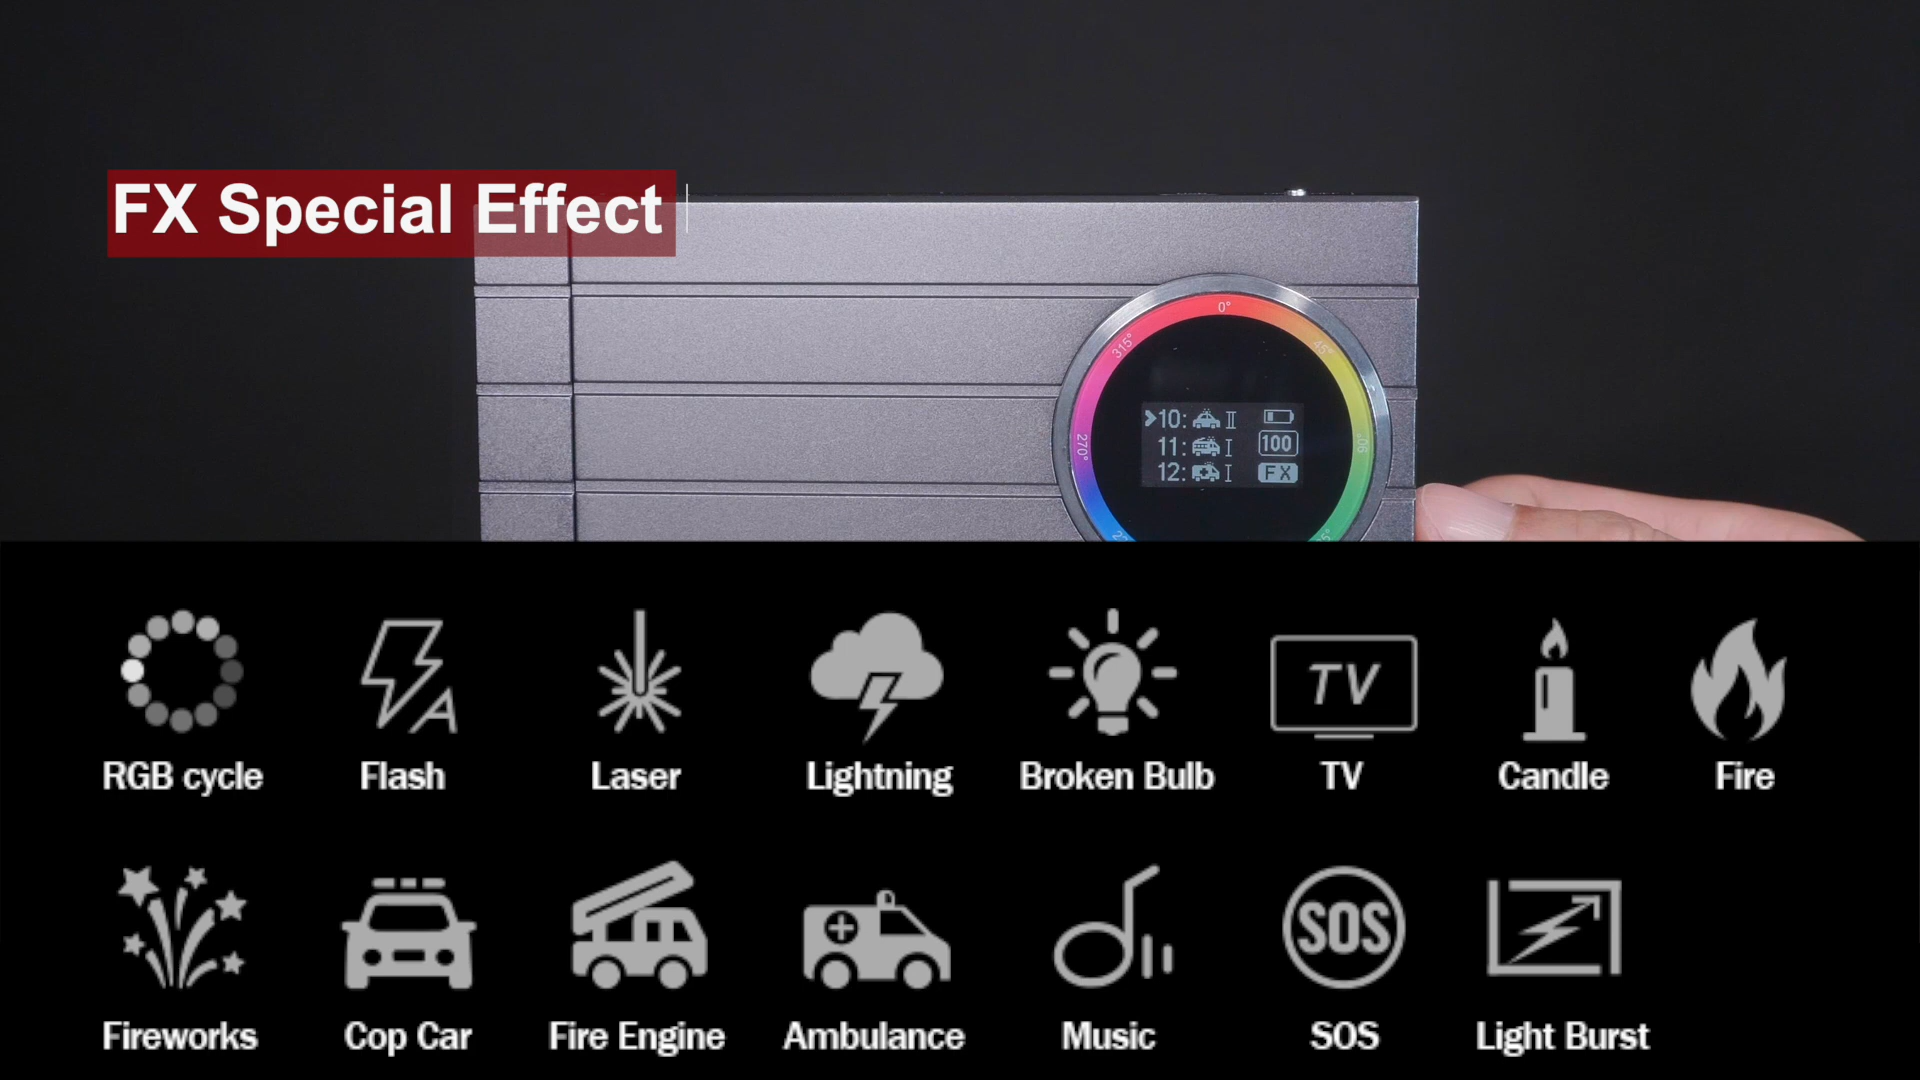 FX Special Effect
0°
315°
45°
270°
90°
10: II
11: I
100
12: I
FX
TV
RGB cycle
Flash
Laser
Lightning
Broken Bulb
TV
Candle
Fire
SOS
Fireworks
Cop Car
Fire Engine
Ambulance
Music
SOS
Light Burst